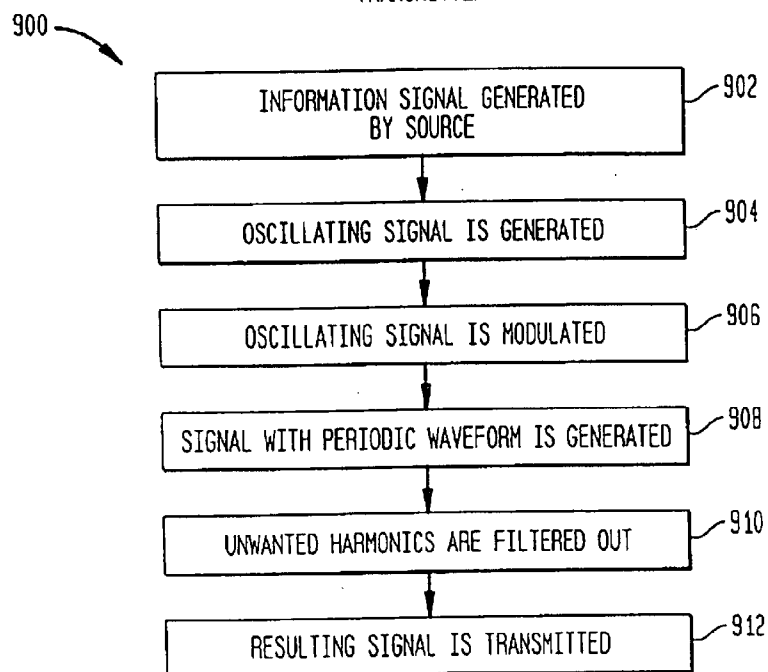 900
INFORMATION SIGNAL GENERATED
BY SOURCE
902
OSCILLATING SIGNAL IS GENERATED
904
OSCILLATING SIGNAL IS MODULATED
906
SIGNAL WITH PERIODIC WAVEFORM IS GENERATED
908
UNWANTED HARMONICS ARE FILTERED OUT
910
RESULTING SIGNAL IS TRANSMITTED
912